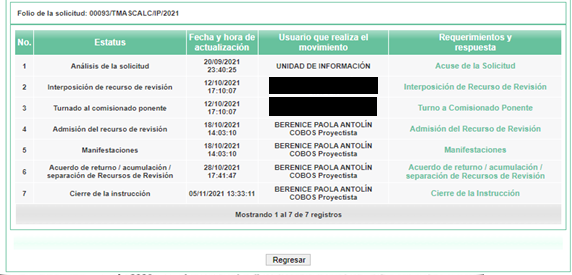 Folio de la solicitud: 00093/TMASCALC/IP/2021
No. Estatus Fecha y hora de actualización Usuario que realiza el movimiento Requerimientos y respuesta
1 Análisis de la solicitud 20/09/2021 23:40:25 UNIDAD DE INFORMACIÓN Acuse de la Solicitud
2 Interposición de recurso de revisión 12/10/2021 17:10:07 Interposición de Recurso de Revisión
3 Turnado al comisionado ponente 12/10/2021 17:10:07 Turno a Comisionado Ponente
4 Admisión del recurso de revisión 18/10/2021 14:03:10 BERENICE PAOLA ANTOLÍN COBOS Proyectista Admisión del Recurso de Revisión
5 Manifestaciones 18/10/2021 14:03:10 BERENICE PAOLA ANTOLÍN COBOS Proyectista Manifestaciones
6 Acuerdo de returno / acumulación / separación de Recursos de Revisión 28/10/2021 17:41:47 BERENICE PAOLA ANTOLÍN COBOS Proyectista Acuerdo de returno / acumulación / separación de Recursos de Revisión
7 Cierre de la instrucción 05/11/2021 13:33:11 BERENICE PAOLA ANTOLÍN COBOS Proyectista Cierre de la Instrucción
Mostrando 1 al 7 de 7 registros
Regresar